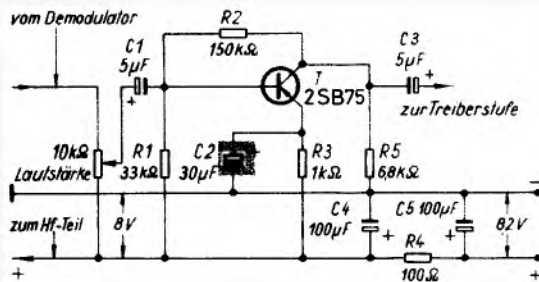 vom Demodulator
R2
150kΩ
C1
5µF
+
T
2SB75
C3
5µF
+
zur Treiberstufe
10kΩ
Lautstärke
R1
33kΩ
C2
30µF
+
R3
1kΩ
R5
6,8kΩ
zum Hf-Teil
8V
C4
100µF
+
C5 100µF
+
8,2V
−
R4
100Ω
+
+